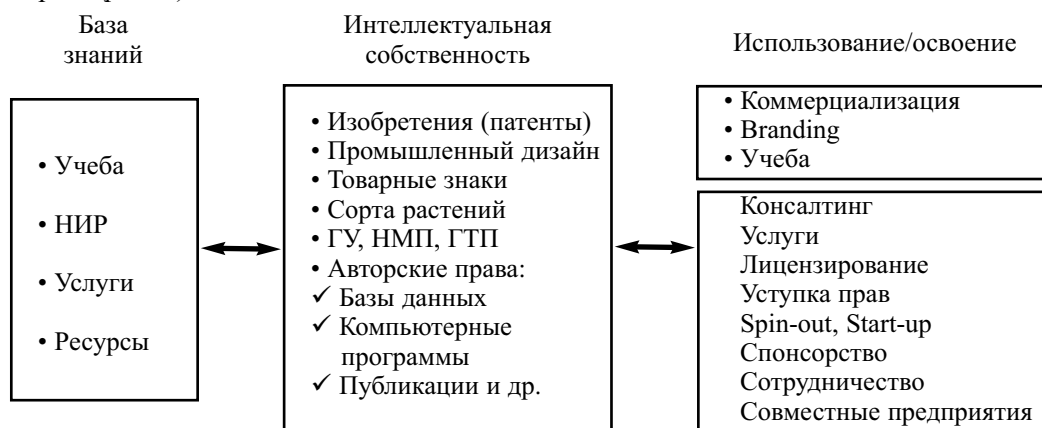 База
знаний
• Учеба
• НИР
• Услуги
• Ресурсы
Интеллектуальная
собственность
• Изобретения (патенты)
• Промышленный дизайн
• Товарные знаки
• Сорта растений
• ГУ, НМП, ГТП
• Авторские права:
✓ Базы данных
✓ Компьютерные
программы
✓ Публикации и др.
Использование/освоение
• Коммерциализация
• Branding
• Учеба
Консалтинг
Услуги
Лицензирование
Уступка прав
Spin-out, Start-up
Спонсорство
Сотрудничество
Совместные предприятия